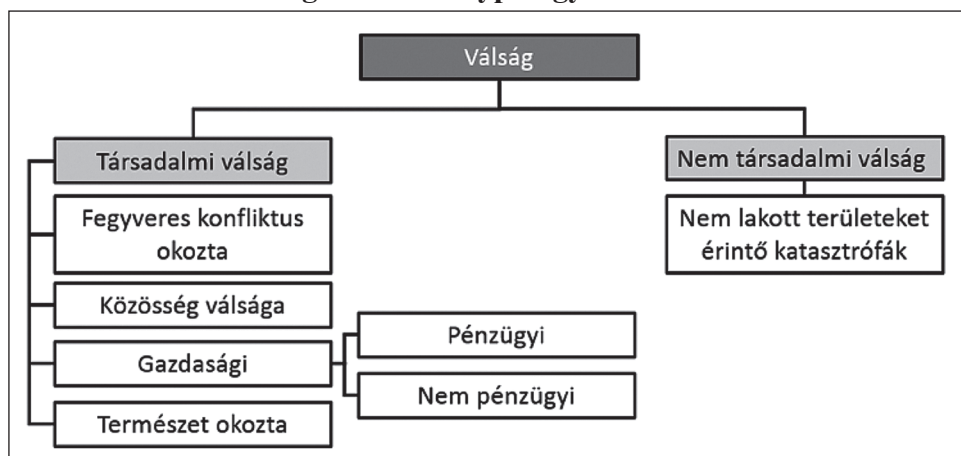 Válság
Társadalmi válság
Nem társadalmi válság
Fegyveres konfliktus
okozta
Nem lakott területeket
érintő katasztrófák
Közösség válsága
Gazdasági
Pénzügyi
Nem pénzügyi
Természet okozta